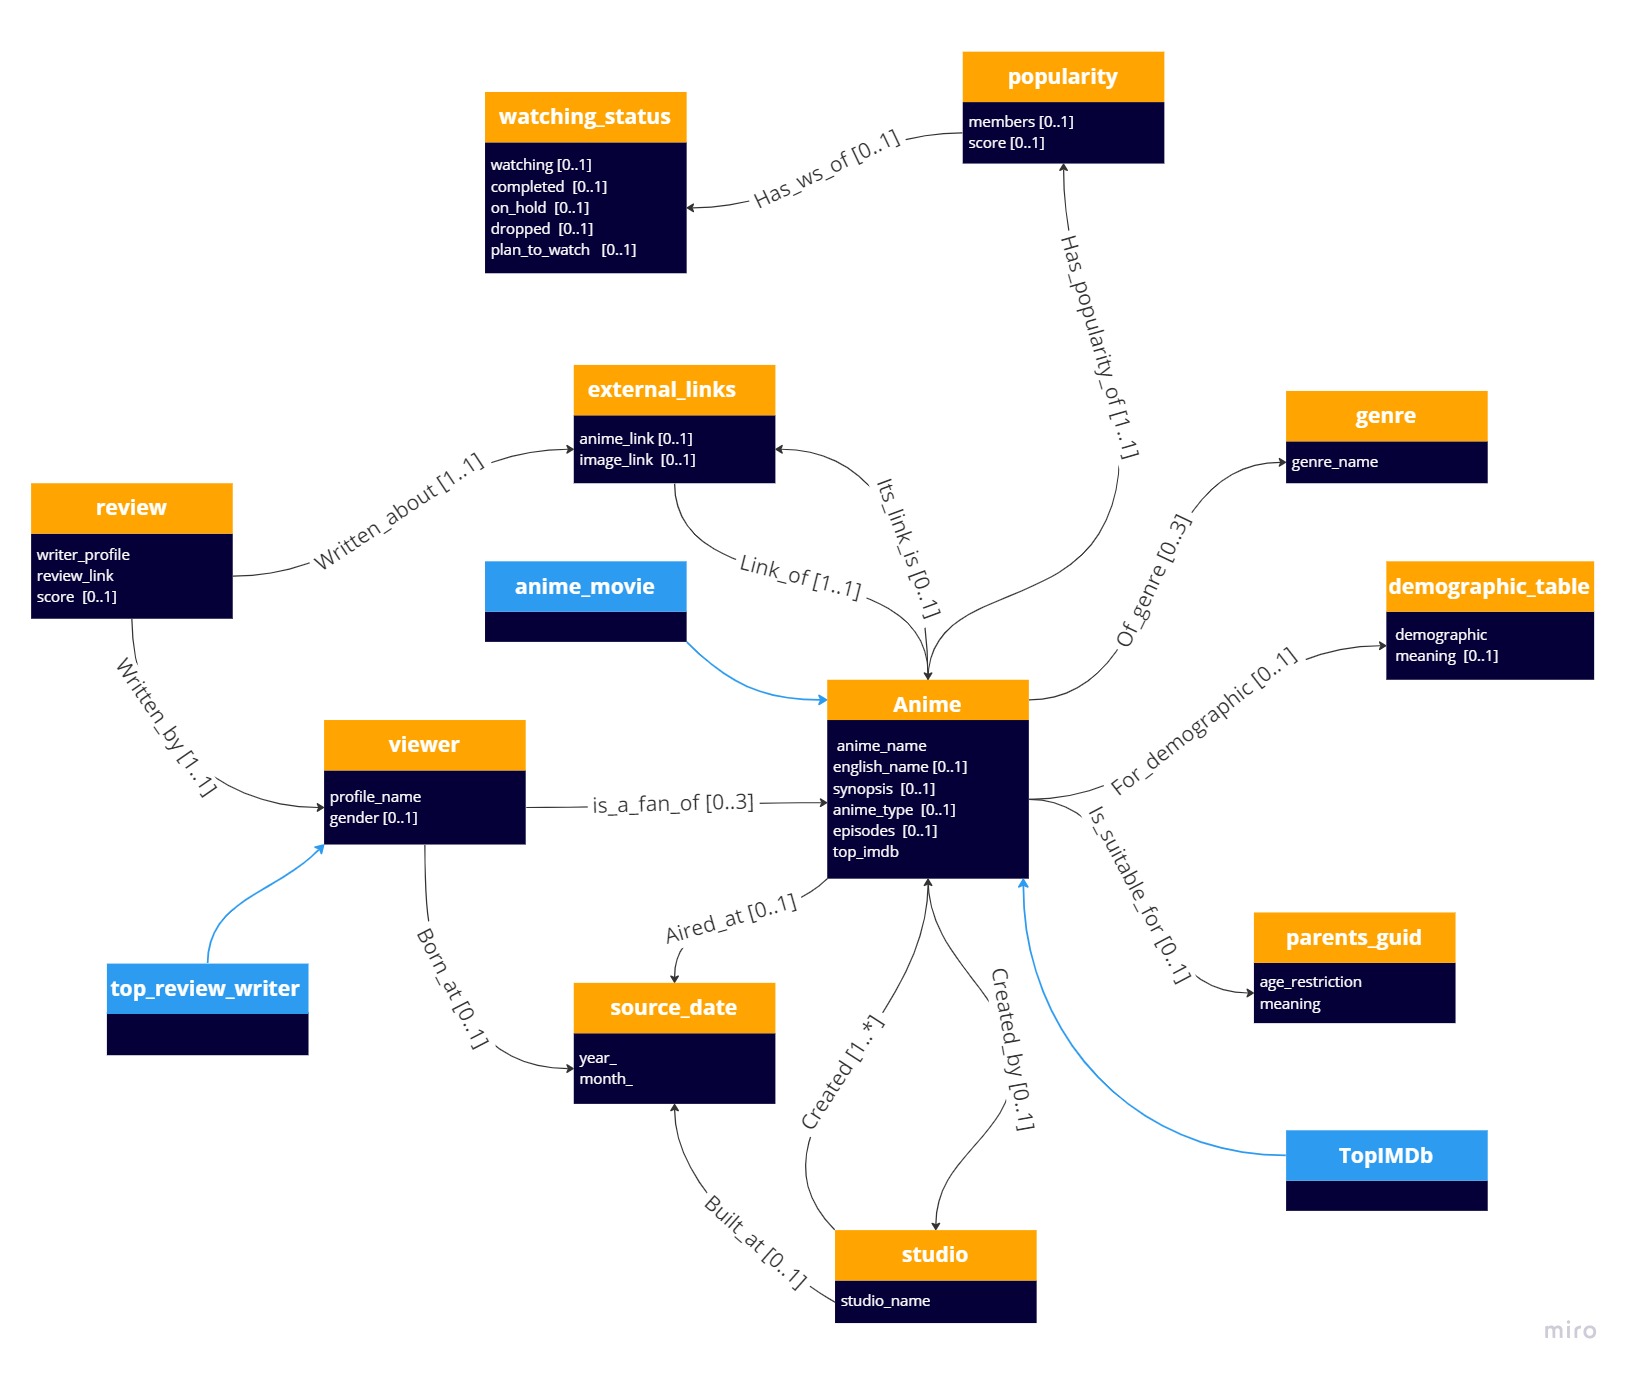 popularity
members [0..1]
score [0..1]
watching_status
watching [0..1]
completed [0..1]
on_hold [0..1]
dropped [0..1]
plan_to_watch [0..1]
Has_ws_of [0..1]
Has_popularity_of [1..1]
external_links
anime_link [0..1]
image_link [0..1]
genre
genre_name
review
writer_profile
review_link
score [0..1]
Written_about [1..1]
Its_link_is [0..1]
Link_of [1..1]
Of_genre [0..3]
anime_movie
demographic_table
demographic
meaning [0..1]
For_demographic [0..1]
Written_by [1..1]
Anime
anime_name
english_name [0..1]
synopsis [0..1]
anime_type [0..1]
episodes [0..1]
top_imdb
viewer
profile_name
gender [0..1]
is_a_fan_of [0..3]
Is_suitable_for [0..1]
Aired_at [0..1]
parents_guid
age_restriction
meaning
top_review_writer
Born_at [0..1]
source_date
year_
month_
Created [1..*]
Created_by [0..1]
TopIMDb
Built_at [0..1]
studio
studio_name
miro